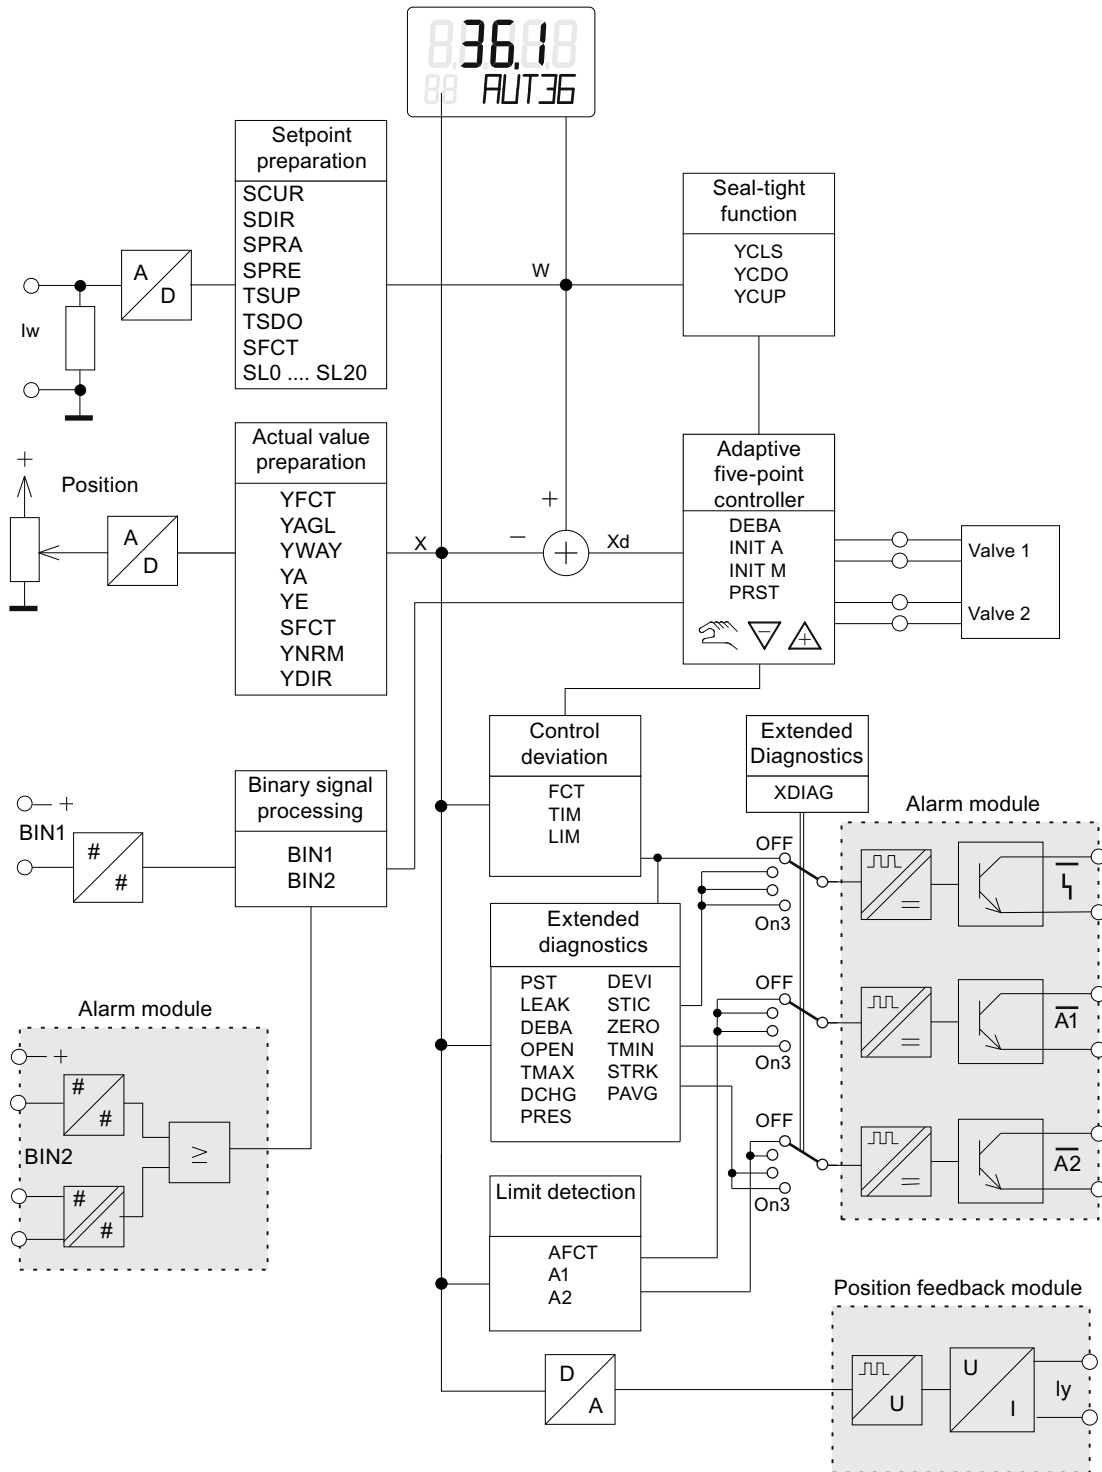 36.1
AUT36
Setpoint
preparation
SCUR
SDIR
SPRA
SPRE
TSUP
TSDO
SFCT
SL0 .... SL20
A
D
Iw
W
Seal-tight
function
YCLS
YCDO
YCUP
Actual value
preparation
YFCT
YAGL
YWAY
YA
YE
SFCT
YNRM
YDIR
+
Position
A
D
X
+
−
+
Xd
Adaptive
five-point
controller
DEBA
INIT A
INIT M
PRST
−
+
Valve 1
Valve 2
Control
deviation
FCT
TIM
LIM
Extended
Diagnostics
XDIAG
Binary signal
processing
BIN1
BIN2
+
BIN1
#
#
Alarm module
OFF
On3
=
Extended
diagnostics
PST
LEAK
DEBA
OPEN
TMAX
DCHG
PRES
DEVI
STIC
ZERO
TMIN
STRK
PAVG
OFF
On3
=
A1
OFF
On3
=
A2
Alarm module
+
#
#
BIN2
#
#
≥
Limit detection
AFCT
A1
A2
Position feedback module
D
A
U
U
I
Iy